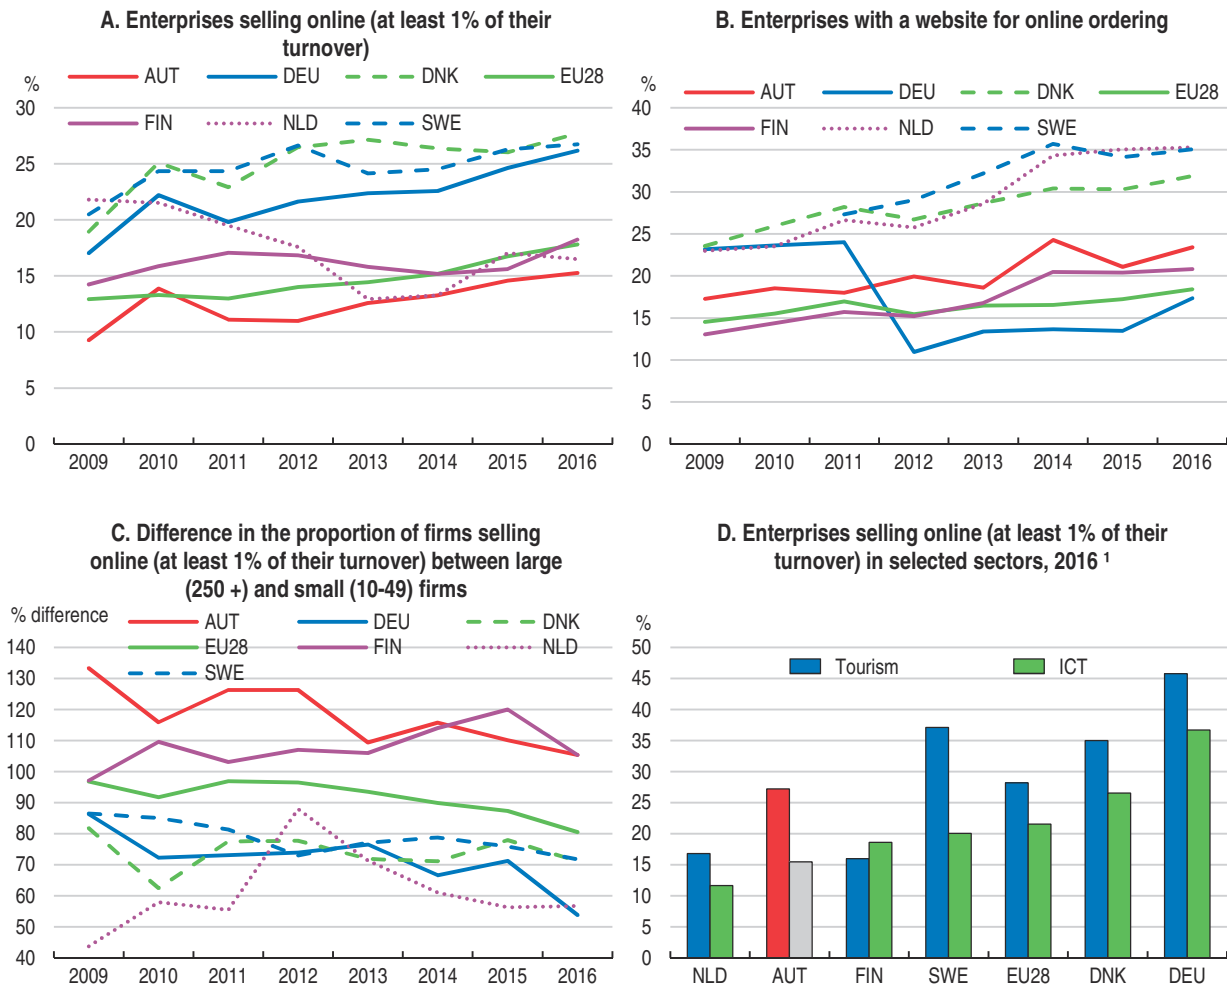 A. Enterprises selling online (at least 1% of their
turnover)
%
AUT DEU DNK EU28
FIN NLD SWE
30
25
20
15
10
5
0
2009 2010 2011 2012 2013 2014 2015 2016
B. Enterprises with a website for online ordering
%
AUT DEU DNK EU28
FIN NLD SWE
40
35
30
25
20
15
10
5
0
2009 2010 2011 2012 2013 2014 2015 2016
C. Difference in the proportion of firms selling
online (at least 1% of their turnover) between large
(250 +) and small (10-49) firms
% difference
AUT DEU DNK
EU28 FIN NLD
SWE
140
130
120
110
100
90
80
70
60
50
40
2009 2010 2011 2012 2013 2014 2015 2016
D. Enterprises selling online (at least 1% of their
turnover) in selected sectors, 2016 ¹
%
Tourism ICT
50
45
40
35
30
25
20
15
10
5
0
NLD AUT FIN SWE EU28 DNK DEU